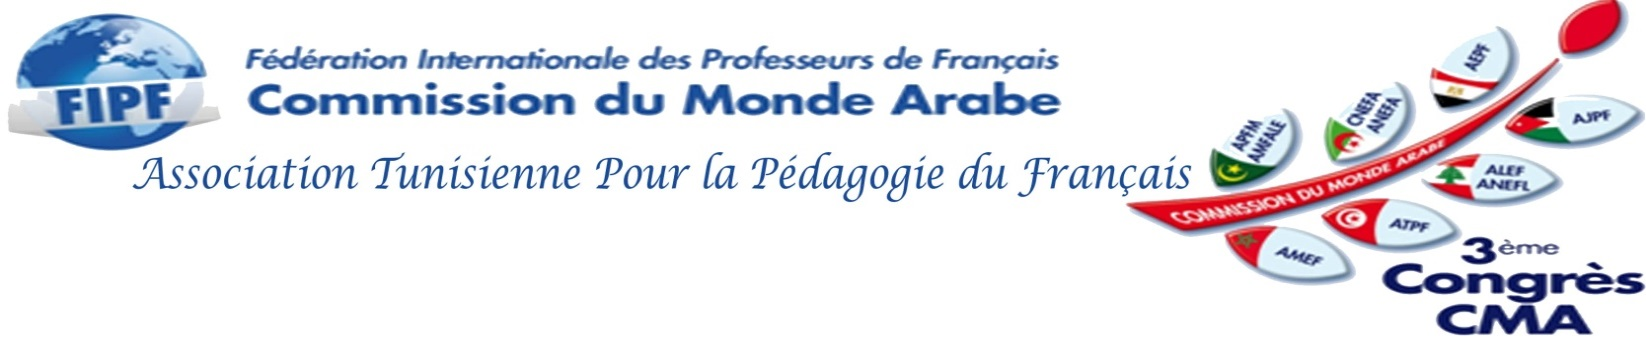 FIPF
Fédération Internationale des Professeurs de Français
Commission du Monde Arabe
Association Tunisienne Pour la Pédagogie du Français
AEPF
CNEFA
ANEFA
APFM
AMFALE
AJPF
COMMISSION DU MONDE ARABE
ALEF
ANEFL
ATPF
AMEF
3ème
Congrès
CMA